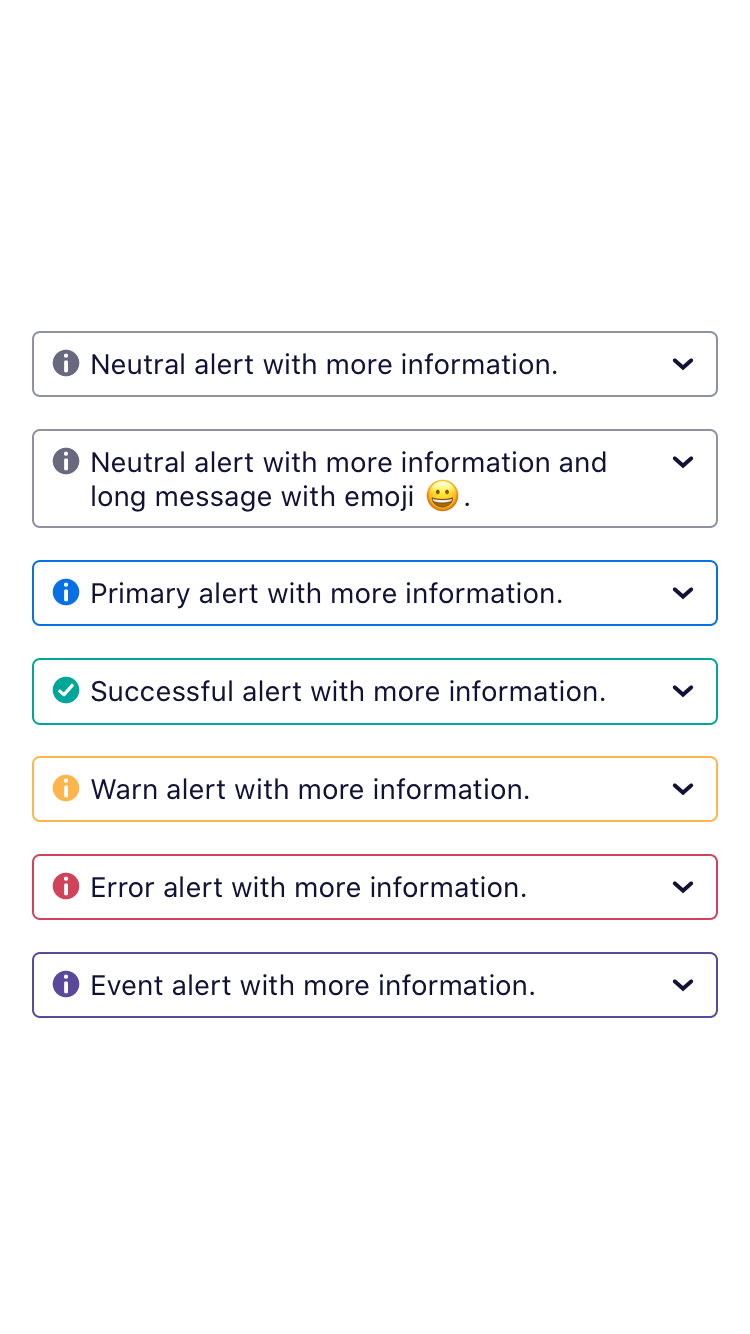 Neutral alert with more information.
Neutral alert with more information and
long message with emoji 😀.
Primary alert with more information.
Successful alert with more information.
Warn alert with more information.
Error alert with more information.
Event alert with more information.